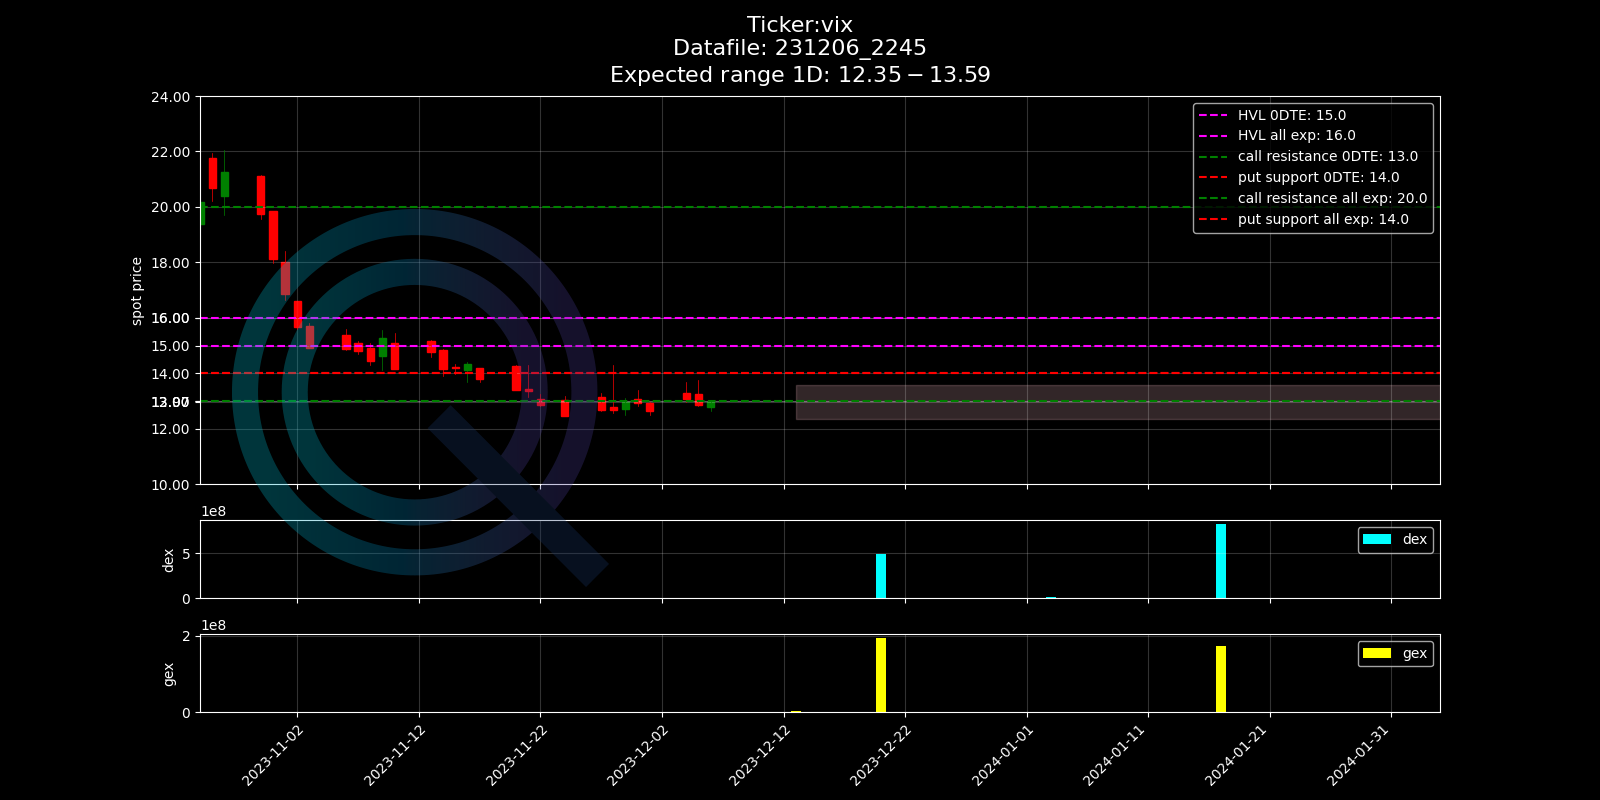 Ticker:vix
Datafile: 231206_2245
Expected range 1D: 12.35 − 13.59
24.00
22.00
20.00
18.00
16.00
15.00
14.00
13.00
12.00
10.00
spot price
HVL 0DTE: 15.0
HVL all exp: 16.0
call resistance 0DTE: 13.0
put support 0DTE: 14.0
call resistance all exp: 20.0
put support all exp: 14.0
1e8
5
0
dex
dex
1e8
2
0
gex
gex
2023-11-02
2023-11-12
2023-11-22
2023-12-02
2023-12-12
2023-12-22
2024-01-01
2024-01-11
2024-01-21
2024-01-31